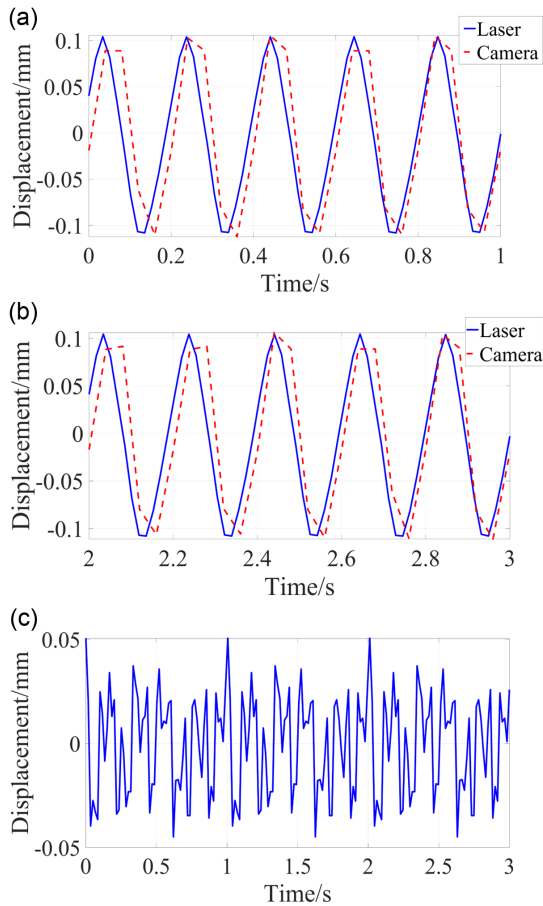 (a)
Laser
Camera
Displacement/mm
0.1
0.05
0
-0.05
-0.1
0 0.2 0.4 0.6 0.8 1
Time/s
(b)
Laser
Camera
Displacement/mm
0.1
0.05
0
-0.05
-0.1
2 2.2 2.4 2.6 2.8 3
Time/s
(c)
Displacement/mm
0.05
0
-0.05
0 0.5 1 1.5 2 2.5 3
Time/s